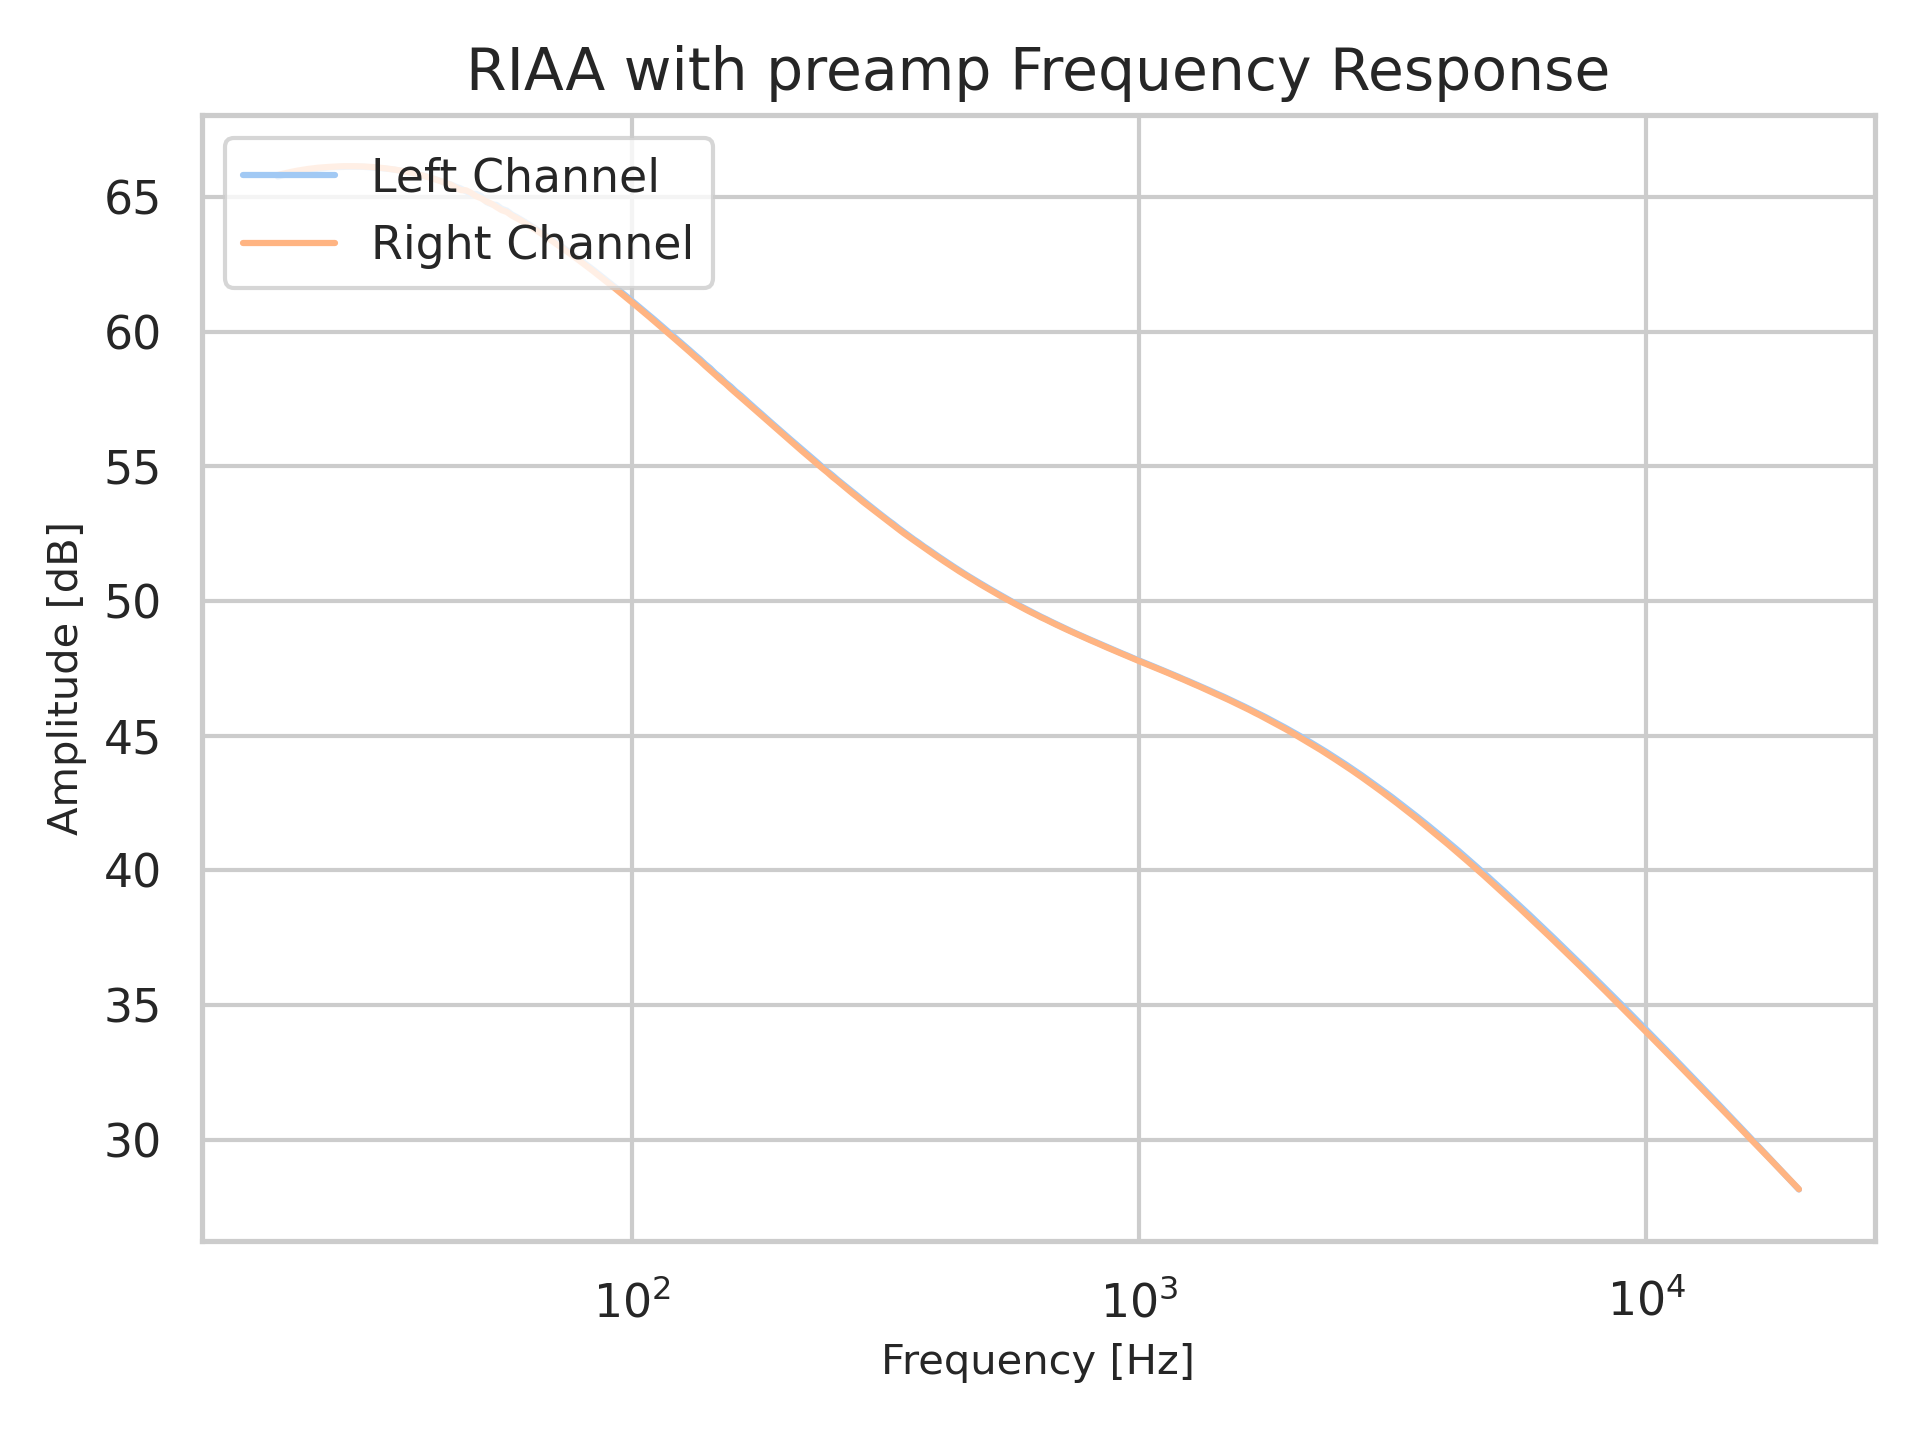 RIAA with preamp Frequency Response
Left Channel
Right Channel
65
60
55
50
45
40
35
30
Amplitude [dB]
10²
10³
10⁴
Frequency [Hz]